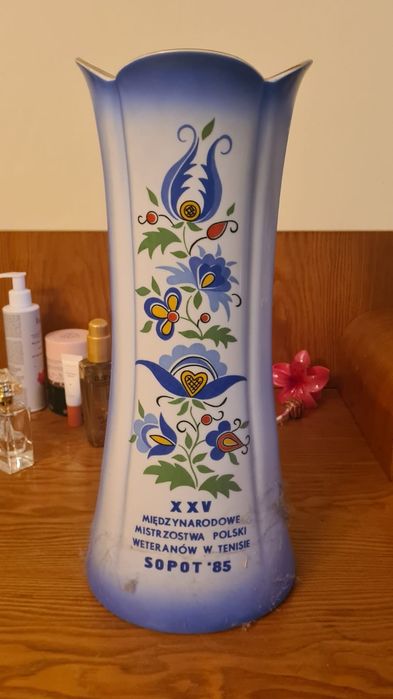 XXV
MIĘDZYNARODOWE
MISTRZOSTWA POLSKI
WETERANÓW W TENISIE
SOPOT '85